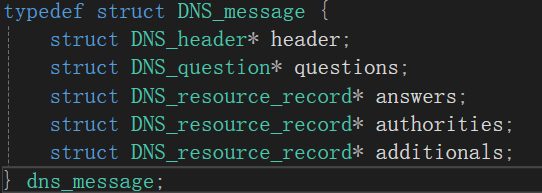 typedef struct DNS_message {
    struct DNS_header* header;
    struct DNS_question* questions;
    struct DNS_resource_record* answers;
    struct DNS_resource_record* authorities;
    struct DNS_resource_record* additionals;
} dns_message;